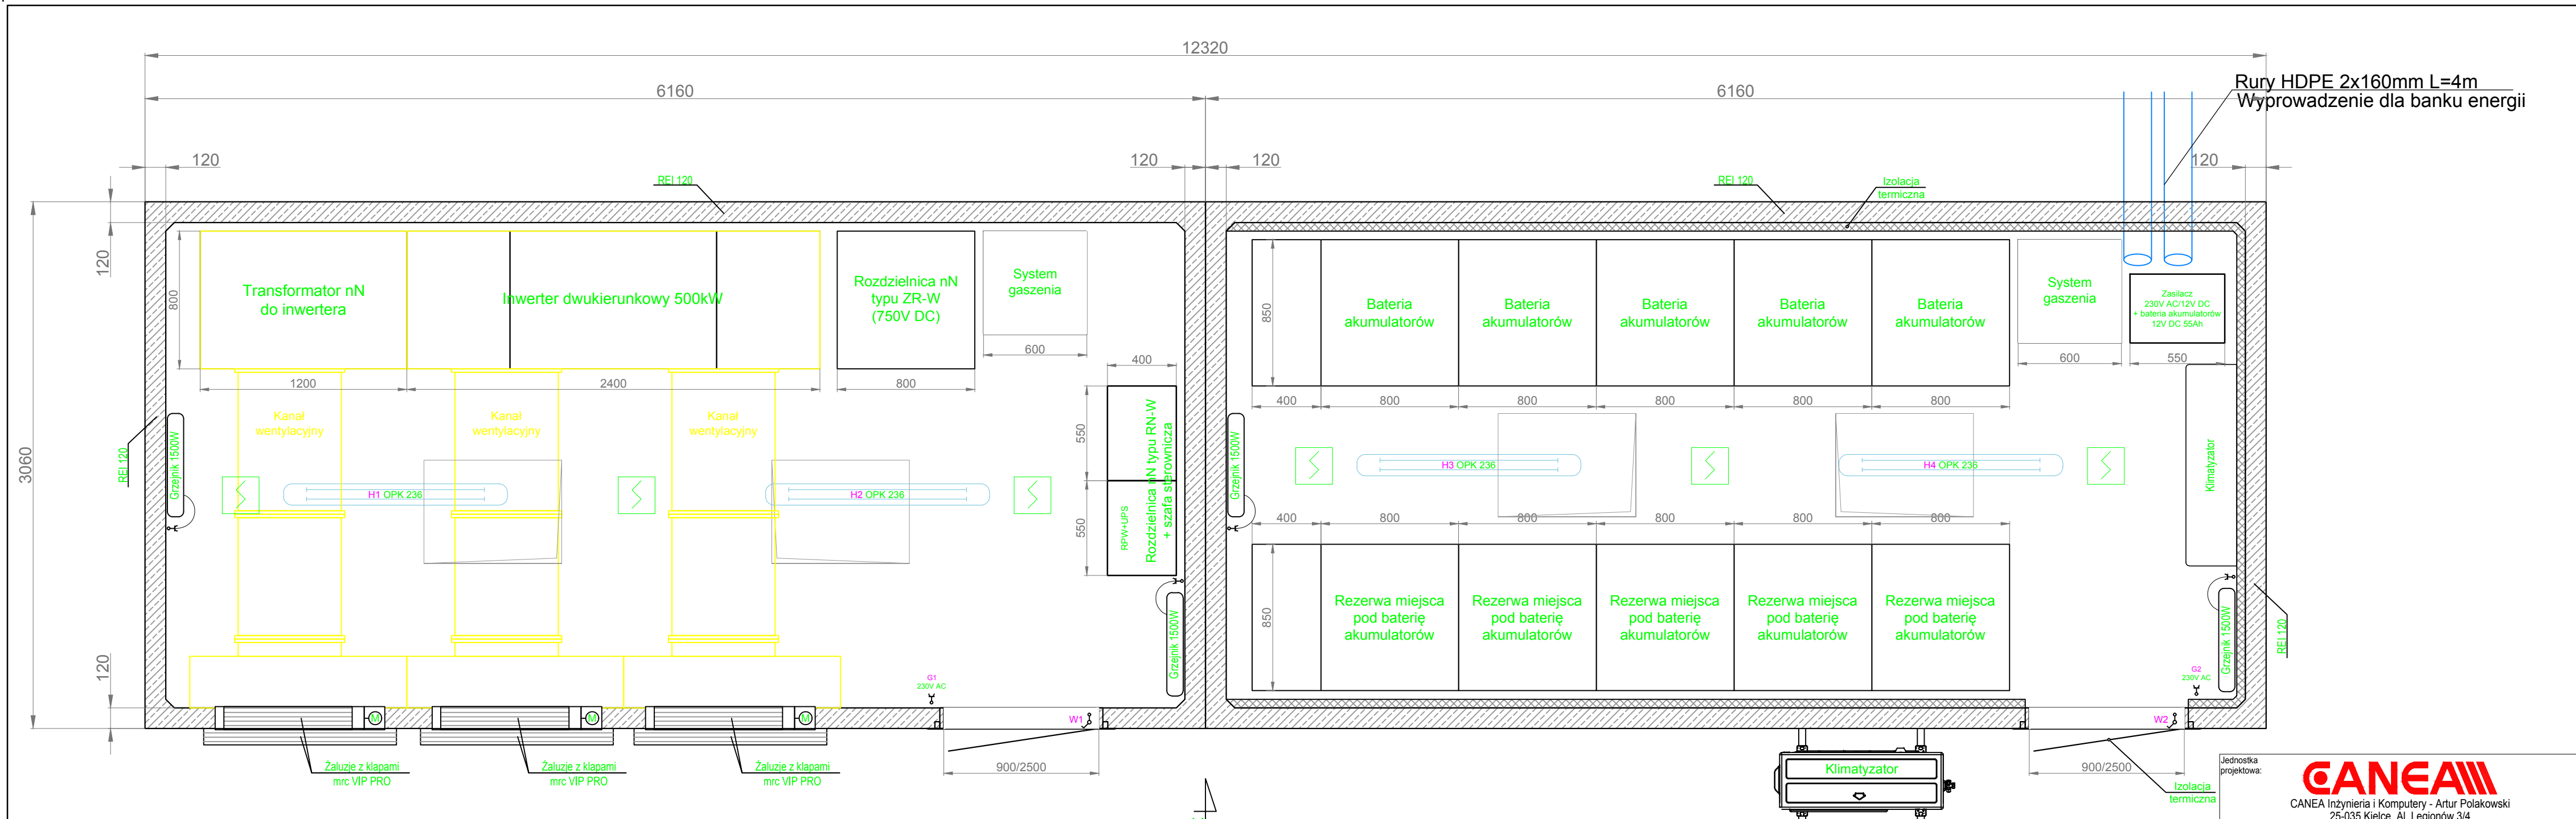 12320
6160
6160
Rury HDPE 2x160mm L=4m
Wyprowadzenie dla banku energii
120
120
120
120
REI 120
REI 120
Izolacja
termiczna
3060
120
800
Transformator nN
do inwertera
Inwerter dwukierunkowy 500kW
Rozdzielnica nN
typu ZR-W
(750V DC)
System
gaszenia
600
1200
2400
800
400
850
Bateria
akumulatorów
Bateria
akumulatorów
Bateria
akumulatorów
Bateria
akumulatorów
Bateria
akumulatorów
System
gaszenia
Zasilacz
230V AC/12V DC
+ bateria akumulatorów
12V DC 55Ah
600
550
400
800
800
800
800
800
Kanał
wentylacyjny
Kanał
wentylacyjny
Kanał
wentylacyjny
REI 120
Grzejnik 1500W
H1 OPK 236
H2 OPK 236
550
550
RPW+UPS
Rozdzielnica nN typu RN-W
+ szafa sterownicza
Grzejnik 1500W
Grzejnik 1500W
H3 OPK 236
H4 OPK 236
Klimatyzator
400
800
800
800
800
800
850
Rezerwa miejsca
pod baterię
akumulatorów
Rezerwa miejsca
pod baterię
akumulatorów
Rezerwa miejsca
pod baterię
akumulatorów
Rezerwa miejsca
pod baterię
akumulatorów
Rezerwa miejsca
pod baterię
akumulatorów
Grzejnik 1500W
REI 120
120
G1
230V AC
G2
230V AC
M
M
M
W1
W2
Żaluzje z klapami
mrc VIP PRO
Żaluzje z klapami
mrc VIP PRO
Żaluzje z klapami
mrc VIP PRO
900/2500
Klimatyzator
900/2500
Izolacja
termiczna
Jednostka
projektowa:
CANEA
CANEA Inżynieria i Komputery - Artur Polakowski
25-035 Kielce, Al. Legionów 3/4